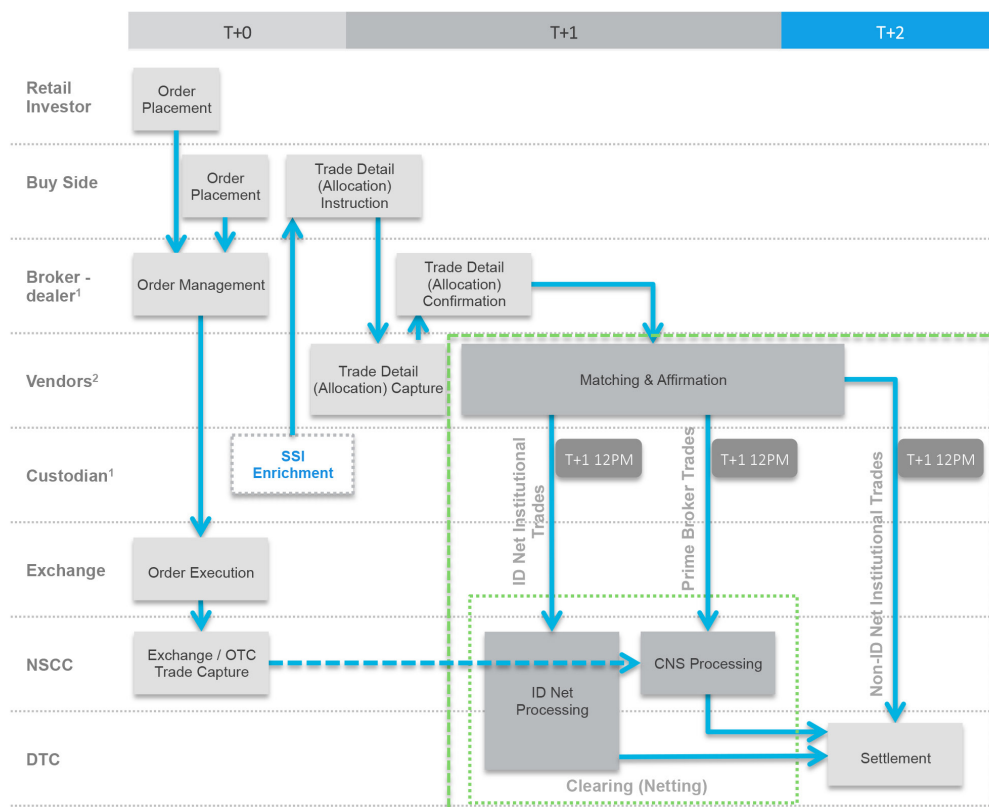 T+0
T+1
T+2
Retail
Investor
Order
Placement
Buy Side
Order
Placement
Trade Detail
(Allocation)
Instruction
Broker -
dealer¹
Order Management
Trade Detail
(Allocation)
Confirmation
Vendors²
Trade Detail
(Allocation) Capture
Matching & Affirmation
Custodian¹
SSI
Enrichment
ID Net Institutional
Trades
T+1 12PM
Prime Broker Trades
T+1 12PM
Non-ID Net Institutional Trades
T+1 12PM
Exchange
Order Execution
NSCC
Exchange / OTC
Trade Capture
ID Net
Processing
CNS Processing
DTC
Settlement
Clearing (Netting)